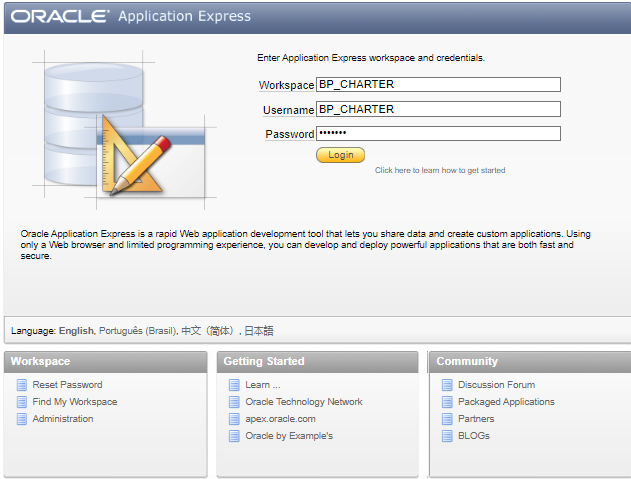 ORACLE® Application Express
Enter Application Express workspace and credentials.
Workspace BP_CHARTER
Username BP_CHARTER
Password •••••••
Login
Click here to learn how to get started
Oracle Application Express is a rapid Web application development tool that lets you share data and create custom applications. Using
only a Web browser and limited programming experience, you can develop and deploy powerful applications that are both fast and
secure.
Language: English, Português (Brasil), 中文（简体）, 日本語
Workspace
Reset Password
Find My Workspace
Administration
Getting Started
Learn ...
Oracle Technology Network
apex.oracle.com
Oracle by Example's
Community
Discussion Forum
Packaged Applications
Partners
BLOGs